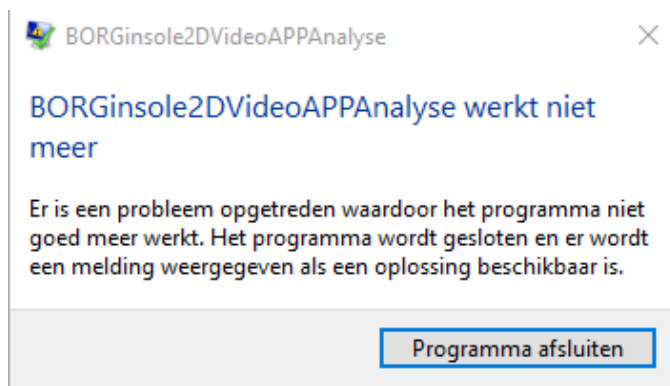 BORGinsole2DVideoAPPAnalyse
BORGinsole2DVideoAPPAnalyse werkt niet
meer
Er is een probleem opgetreden waardoor het programma niet
goed meer werkt. Het programma wordt gesloten en er wordt
een melding weergegeven als een oplossing beschikbaar is.
Programma afsluiten